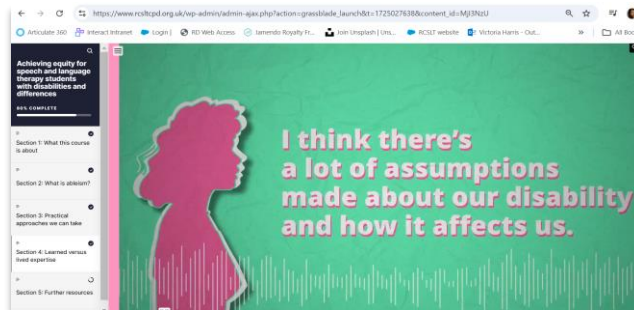 https://www.rcsltcpd.org.uk/wp-admin/admin-ajax.php?action=grassblade_launch&t=1725027638&content_id=MjI3NzU
Articulate 360 Interact Intranet Login | RD Web Access Jamendo Royalty Fr... Join Unsplash | Uns... RCSLT website Victoria Harris - Out... » All Boo
Achieving equity for
speech and language
therapy students
with disabilities and
differences
86% COMPLETE
Section 1: What this course
is about
Section 2: What is ableism?
Section 3: Practical
approaches we can take
Section 4: Learned versus
lived expertise
Section 5: Further resources
I think there's
a lot of assumptions
made about our disability
and how it affects us.